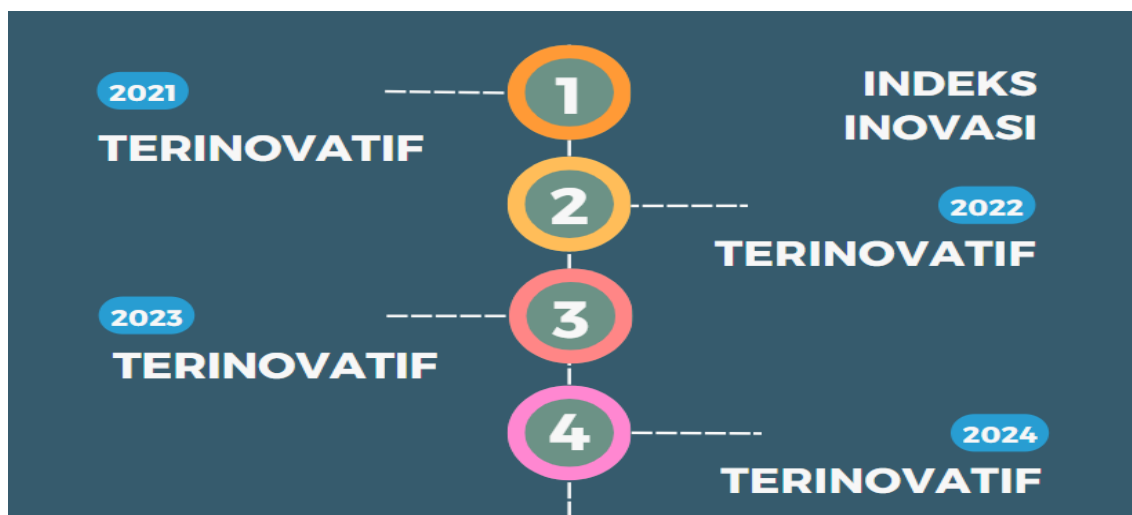 INDEKS
INOVASI
1
2021
TERINOVATIF
2
2022
TERINOVATIF
3
2023
TERINOVATIF
4
2024
TERINOVATIF